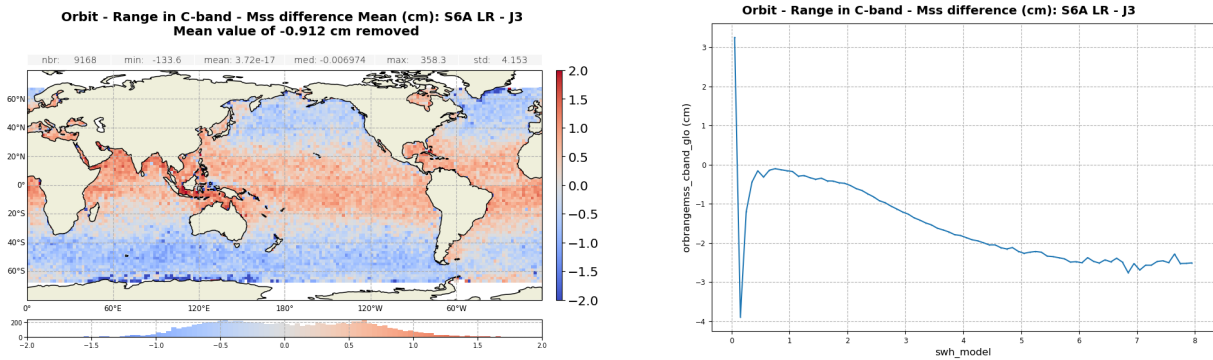 Orbit - Range in C-band - Mss difference Mean (cm): S6A LR - J3
Mean value of -0.912 cm removed
nbr: 9168 min: -133.6 mean: 3.72e-17 med: -0.006974 max: 358.3 std: 4.153
2.0
1.5
1.0
0.5
0.0
−0.5
−1.0
−1.5
−2.0
60°N
40°N
20°N
0°
20°S
40°S
60°S
0° 60°E 120°E 180° 120°W 60°W
200
0
−2.0 −1.5 −1.0 −0.5 0.0 0.5 1.0 1.5 2.0
Orbit - Range in C-band - Mss difference (cm): S6A LR - J3
orbrangemss_cband_glo (cm)
3
2
1
0
−1
−2
−3
−4
0 1 2 3 4 5 6 7 8
swh_model